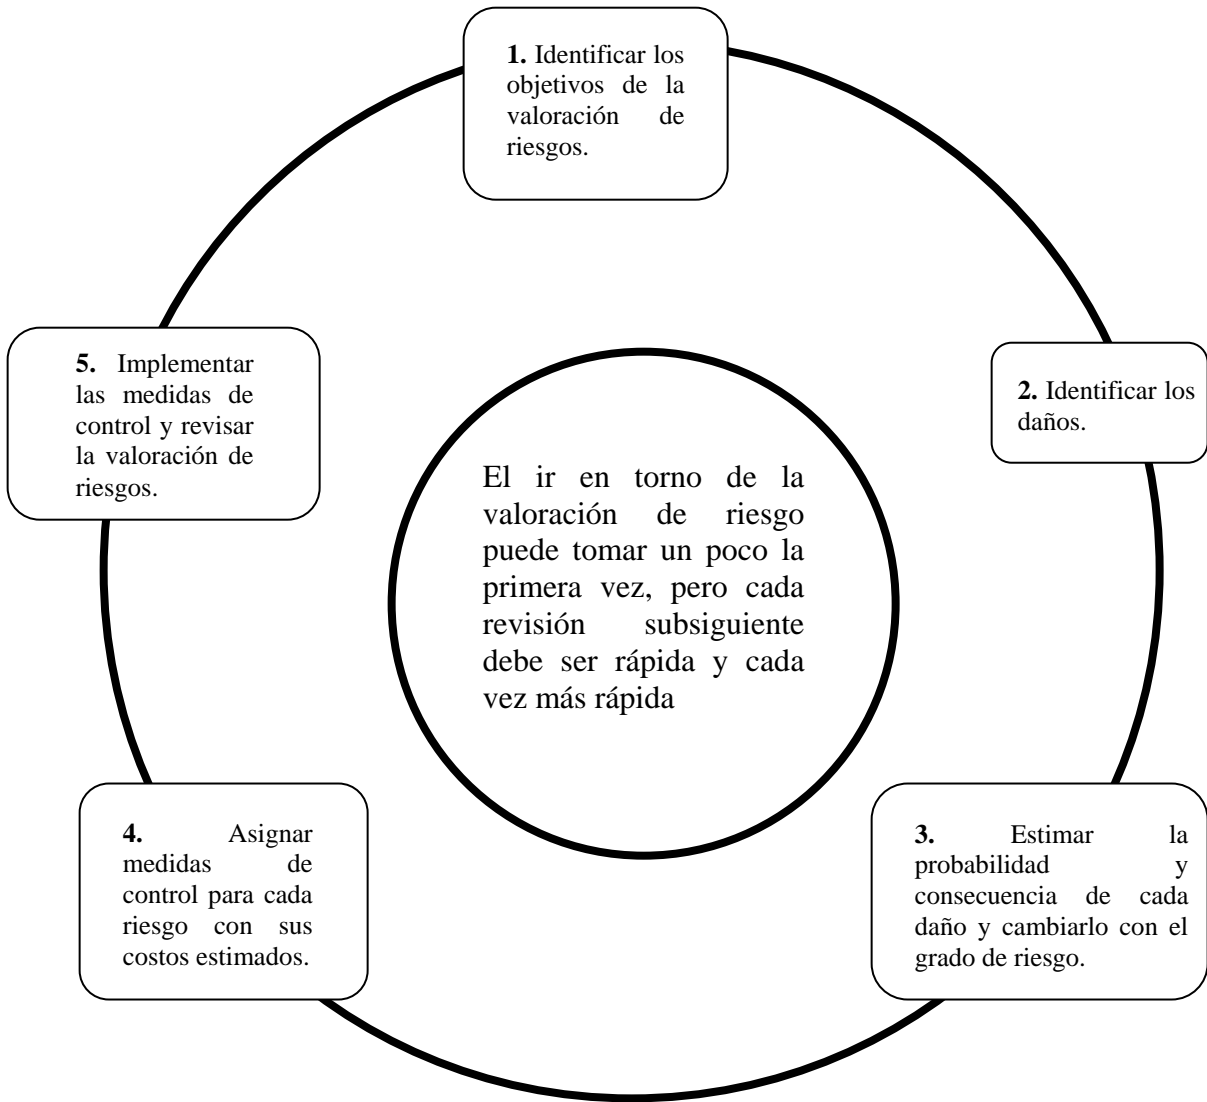 1. Identificar los
objetivos de la
valoración de
riesgos.
2. Identificar los
daños.
3. Estimar la
probabilidad y
consecuencia de cada
daño y cambiarlo con el
grado de riesgo.
4. Asignar
medidas de
control para cada
riesgo con sus
costos estimados.
5. Implementar
las medidas de
control y revisar
la valoración de
riesgos.
El ir en torno de la
valoración de riesgo
puede tomar un poco la
primera vez, pero cada
revisión subsiguiente
debe ser rápida y cada
vez más rápida